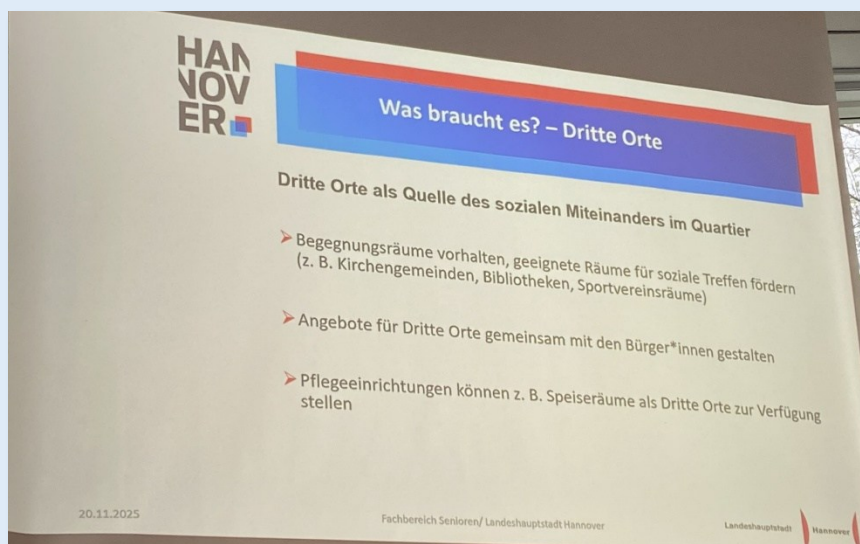 HAN
NOV
ER
Was braucht es? – Dritte Orte
Dritte Orte als Quelle des sozialen Miteinanders im Quartier
Begegnungsräume vorhalten, geeignete Räume für soziale Treffen fördern
(z. B. Kirchengemeinden, Bibliotheken, Sportvereinsräume)
Angebote für Dritte Orte gemeinsam mit den Bürger*innen gestalten
Pflegeeinrichtungen können z. B. Speiseräume als Dritte Orte zur Verfügung
stellen
20.11.2025
Fachbereich Senioren/ Landeshauptstadt Hannover
Landeshauptstadt
Hannover